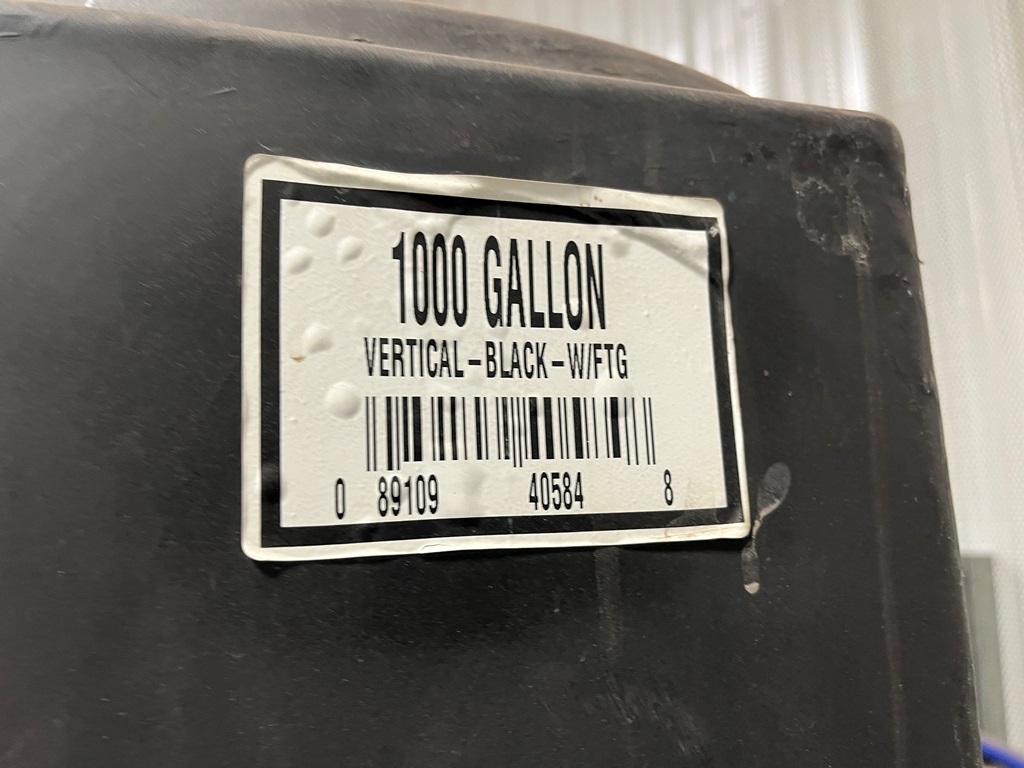 1000 GALLON
VERTICAL-BLACK-W/FTG
0 89109 40584 8